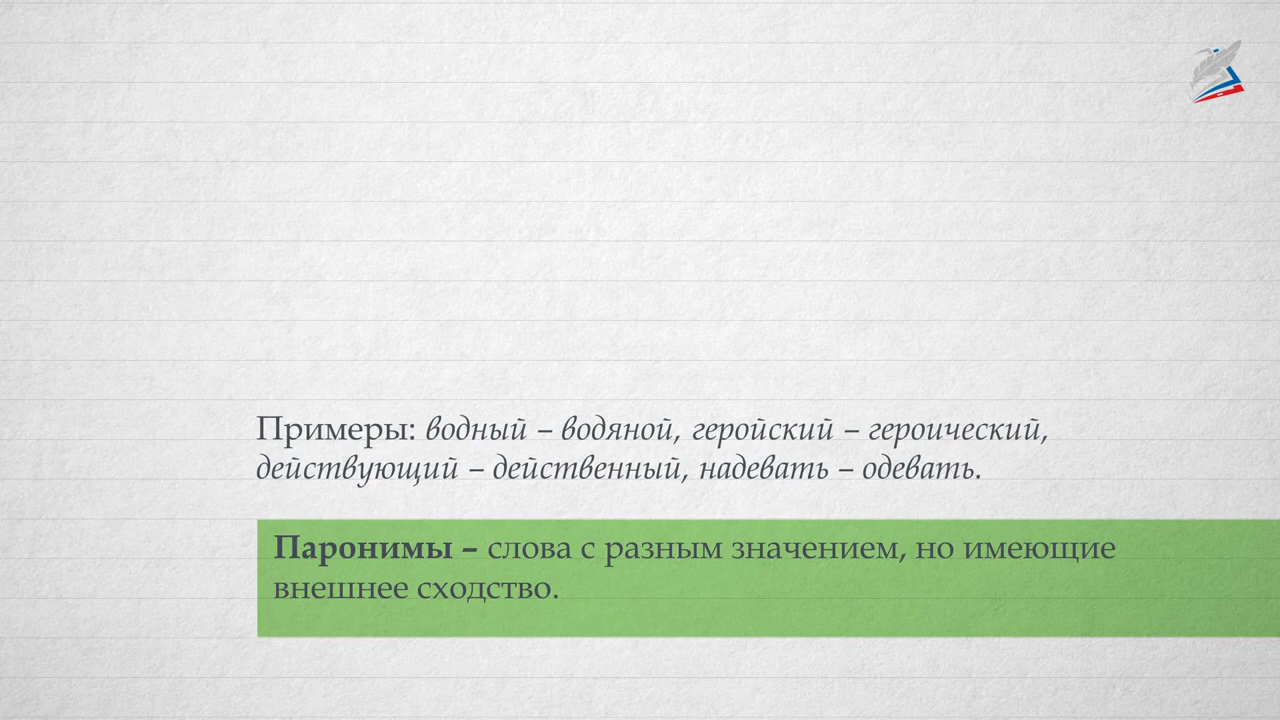 Примеры: водный – водяной, геройский – героический,
действующий – действенный, надевать – одевать.
Паронимы – слова с разным значением, но имеющие
внешнее сходство.